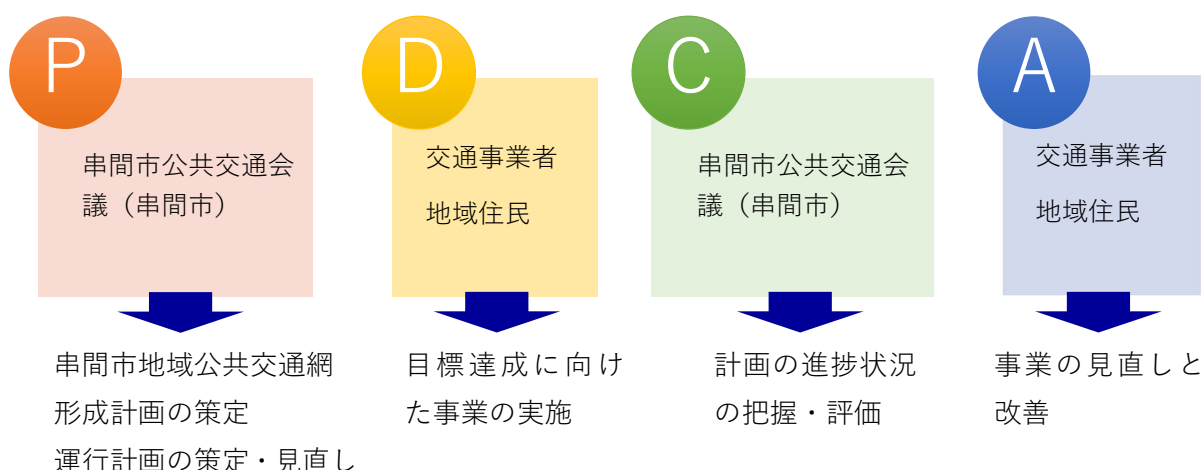 P
串間市公共交通会
議（串間市）
串間市地域公共交通網
形成計画の策定
運行計画の策定・見直し
D
交通事業者
地域住民
目標達成に向け
た事業の実施
C
串間市公共交通会
議（串間市）
計画の進捗状況
の把握・評価
A
交通事業者
地域住民
事業の見直しと
改善